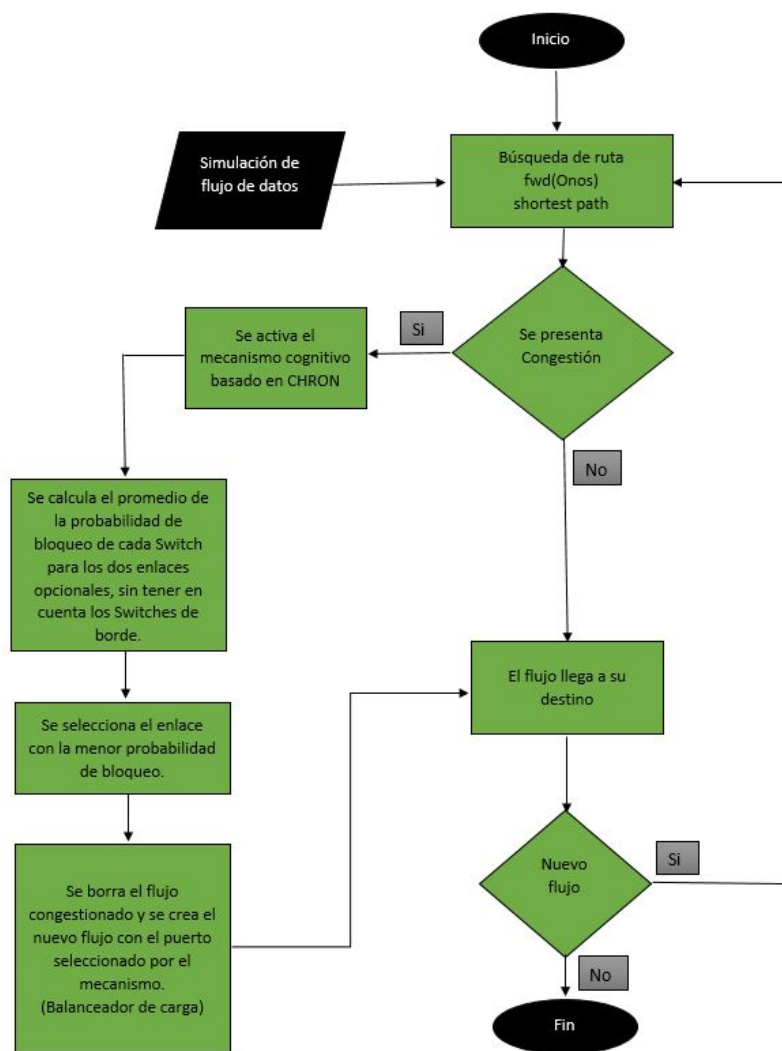 Inicio
Simulación de
flujo de datos
Búsqueda de ruta
fwd(Onos)
shortest path
Se presenta
Congestión
Si
Se activa el
mecanismo cognitivo
basado en CHRON
No
Se calcula el promedio de
la probabilidad de
bloqueo de cada Switch
para los dos enlaces
opcionales, sin tener en
cuenta los Switches de
borde.
El flujo llega a su
destino
Se selecciona el enlace
con la menor probabilidad
de bloqueo.
Nuevo
flujo
Si
Se borra el flujo
congestionado y se crea el
nuevo flujo con el puerto
seleccionado por el
mecanismo.
(Balanceador de carga)
No
Fin